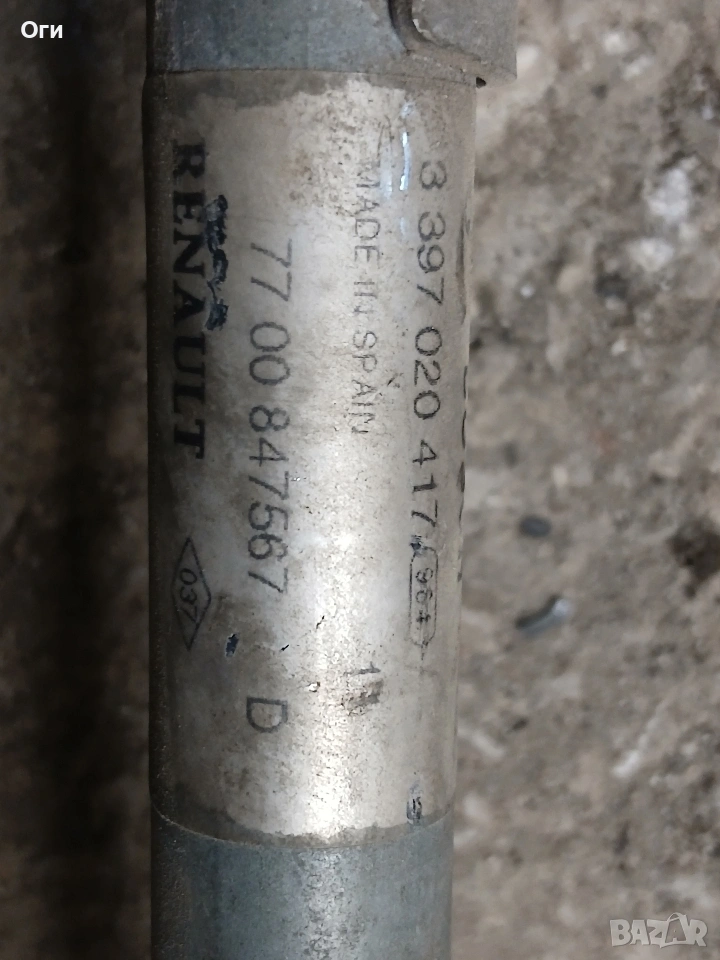 Оги
3 397 020 417
964
MADE IN SPAIN
77 00 847567 D
RENAULT
037
BAZAR